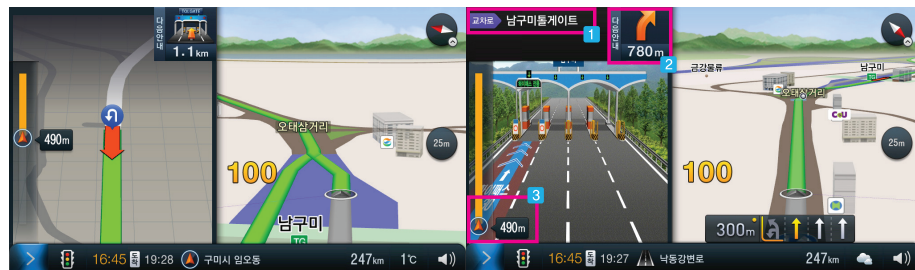 TOLGATE
다음안내
1.1km
490m
오태삼거리
100
25m
남구미
TG
16:45 도착 19:28
구미시 임오동
247km
1℃
교차로 남구미톨게이트
1
다음안내
780m
2
금강물류
남구미
TG
오태삼거리
CU
25m
100
3
490m
300m
16:45 도착 19:27
낙동강변로
247km